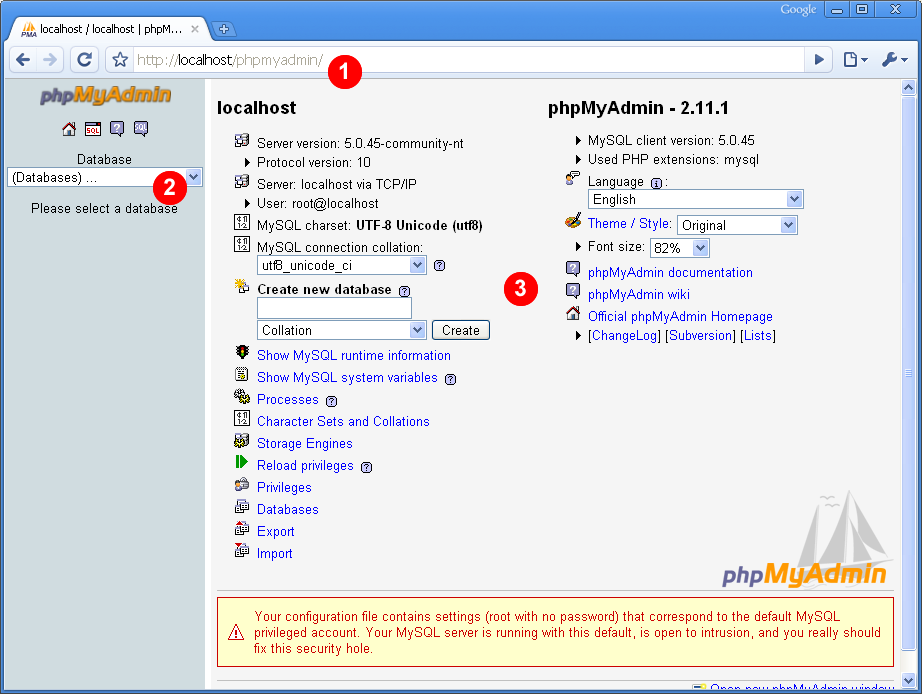 Google
localhost / localhost | phpM...
http://localhost/phpmyadmin/
1
phpMyAdmin
SQL
Database
(Databases) ...
2
Please select a database
localhost
Server version: 5.0.45-community-nt
Protocol version: 10
Server: localhost via TCP/IP
User: root@localhost
MySQL charset: UTF-8 Unicode (utf8)
MySQL connection collation:
utf8_unicode_ci
Create new database
Collation
Create
Show MySQL runtime information
Show MySQL system variables
Processes
Character Sets and Collations
Storage Engines
Reload privileges
Privileges
Databases
Export
Import
3
phpMyAdmin - 2.11.1
MySQL client version: 5.0.45
Used PHP extensions: mysql
Language :
English
Theme / Style: Original
Font size: 82%
phpMyAdmin documentation
phpMyAdmin wiki
Official phpMyAdmin Homepage
[ChangeLog] [Subversion] [Lists]
phpMyAdmin
Your configuration file contains settings (root with no password) that correspond to the default MySQL
privileged account. Your MySQL server is running with this default, is open to intrusion, and you really should
fix this security hole.
Open new phpMyAdmin window